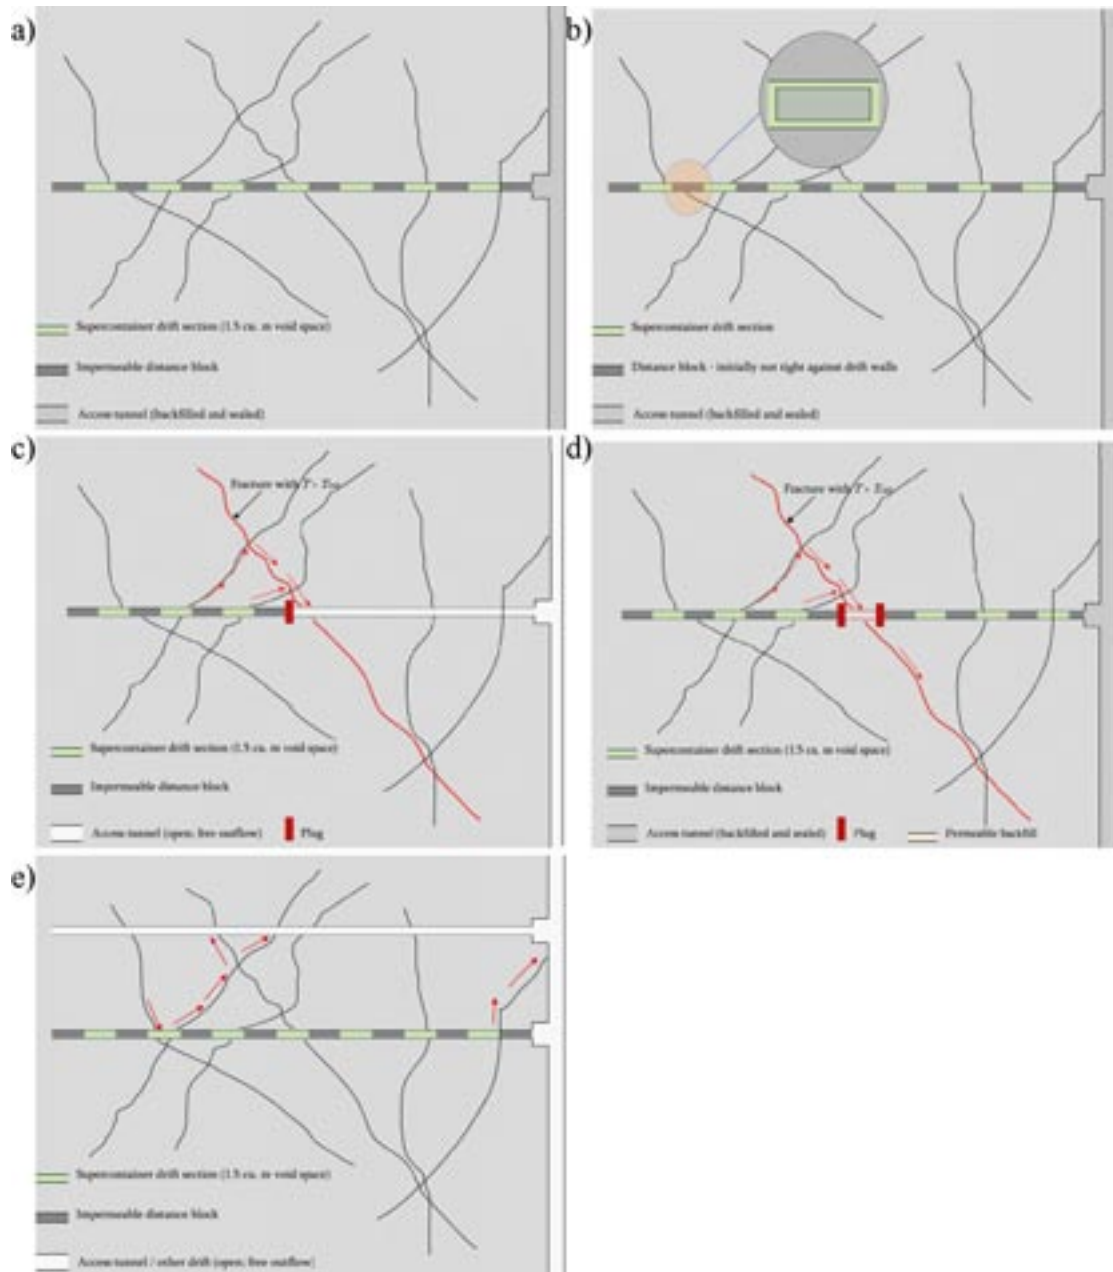 a)
Supercontainer drift section (1.5 cu. m void space)
Impermeable distance block
Access tunnel (backfilled and sealed)
b)
Supercontainer drift section
Distance block - initially not tight against drift walls
Access tunnel (backfilled and sealed)
c)
Fracture with T
Supercontainer drift section (1.5 cu. m void space)
Impermeable distance block
Access tunnel (open; free outflow)
Plug
d)
Fracture with T
Supercontainer drift section (1.5 cu. m void space)
Impermeable distance block
Access tunnel (backfilled and sealed)
Plug
Permeable backfill
e)
Supercontainer drift section (1.5 cu. m void space)
Impermeable distance block
Access tunnel / other drift (open; free outflow)